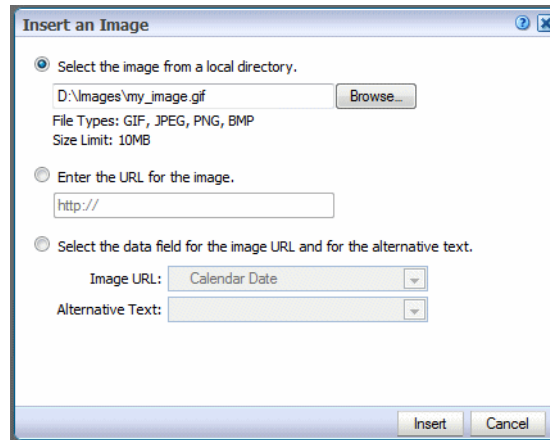 Insert an Image
Select the image from a local directory.
D:\Images\my_image.gif Browse...
File Types: GIF, JPEG, PNG, BMP
Size Limit: 10MB
Enter the URL for the image.
http://
Select the data field for the image URL and for the alternative text.
Image URL: Calendar Date
Alternative Text:
Insert Cancel